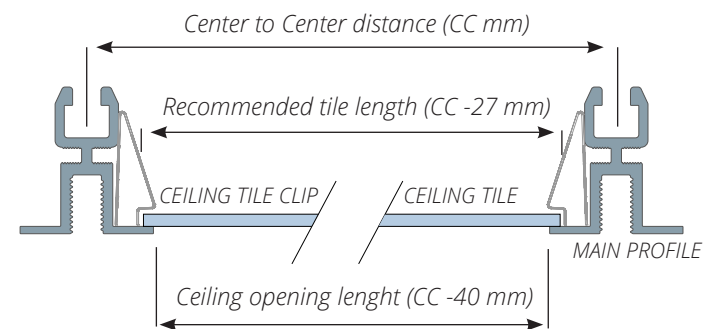 Center to Center distance (CC mm)
Recommended tile length (CC -27 mm)
CEILING TILE CLIP
CEILING TILE
MAIN PROFILE
Ceiling opening lenght (CC -40 mm)